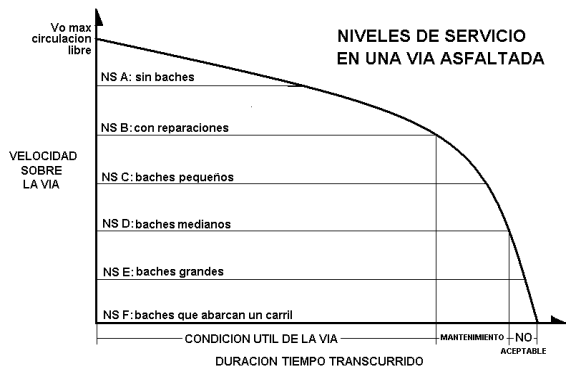 Vo max
circulacion
libre
NIVELES DE SERVICIO
EN UNA VIA ASFALTADA
NS A: sin baches
NS B: con reparaciones
VELOCIDAD
SOBRE
LA VIA
NS C: baches pequeños
NS D: baches medianos
NS E: baches grandes
NS F: baches que abarcan un carril
CONDICION UTIL DE LA VIA
MANTENIMIENTO
NO
ACEPTABLE
DURACION TIEMPO TRANSCURRIDO